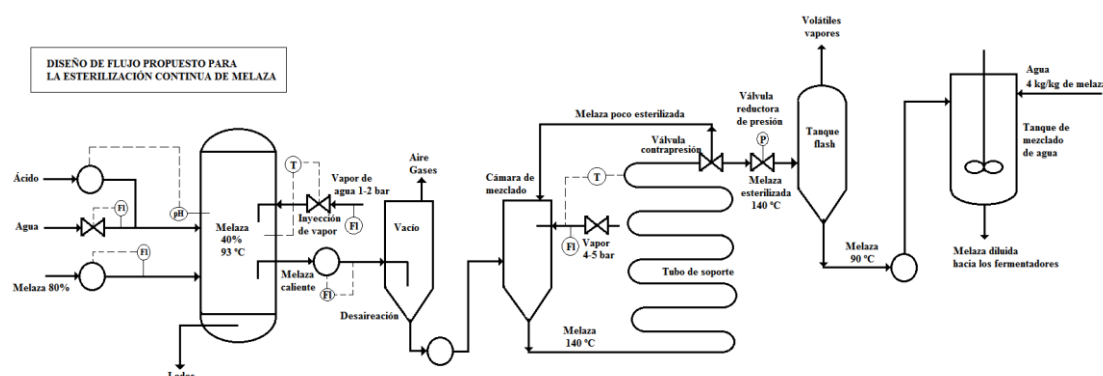 DISEÑO DE FLUJO PROPUESTO PARA
LA ESTERILIZACIÓN CONTINUA DE MELAZA
Ácido
Agua
FI
Melaza 80%
FI
pH
Melaza
40%
93 ºC
Lodos
T
Vapor de
agua 1-2 bar
Inyección
de vapor
FI
Melaza
caliente
FI
Aire
Gases
Vacío
Desaireación
Cámara de
mezclado
Melaza poco esterilizada
T
FI
Vapor
4-5 bar
Melaza
140 ºC
Tubo de soporte
Válvula
contrapresión
Válvula
reductora
de presión
P
Melaza
esterilizada
140 ºC
Volátiles
vapores
Tanque
flash
Melaza
90 ºC
Agua
4 kg/kg de melaza
Tanque de
mezclado
de agua
Melaza diluida
hacia los fermentadores